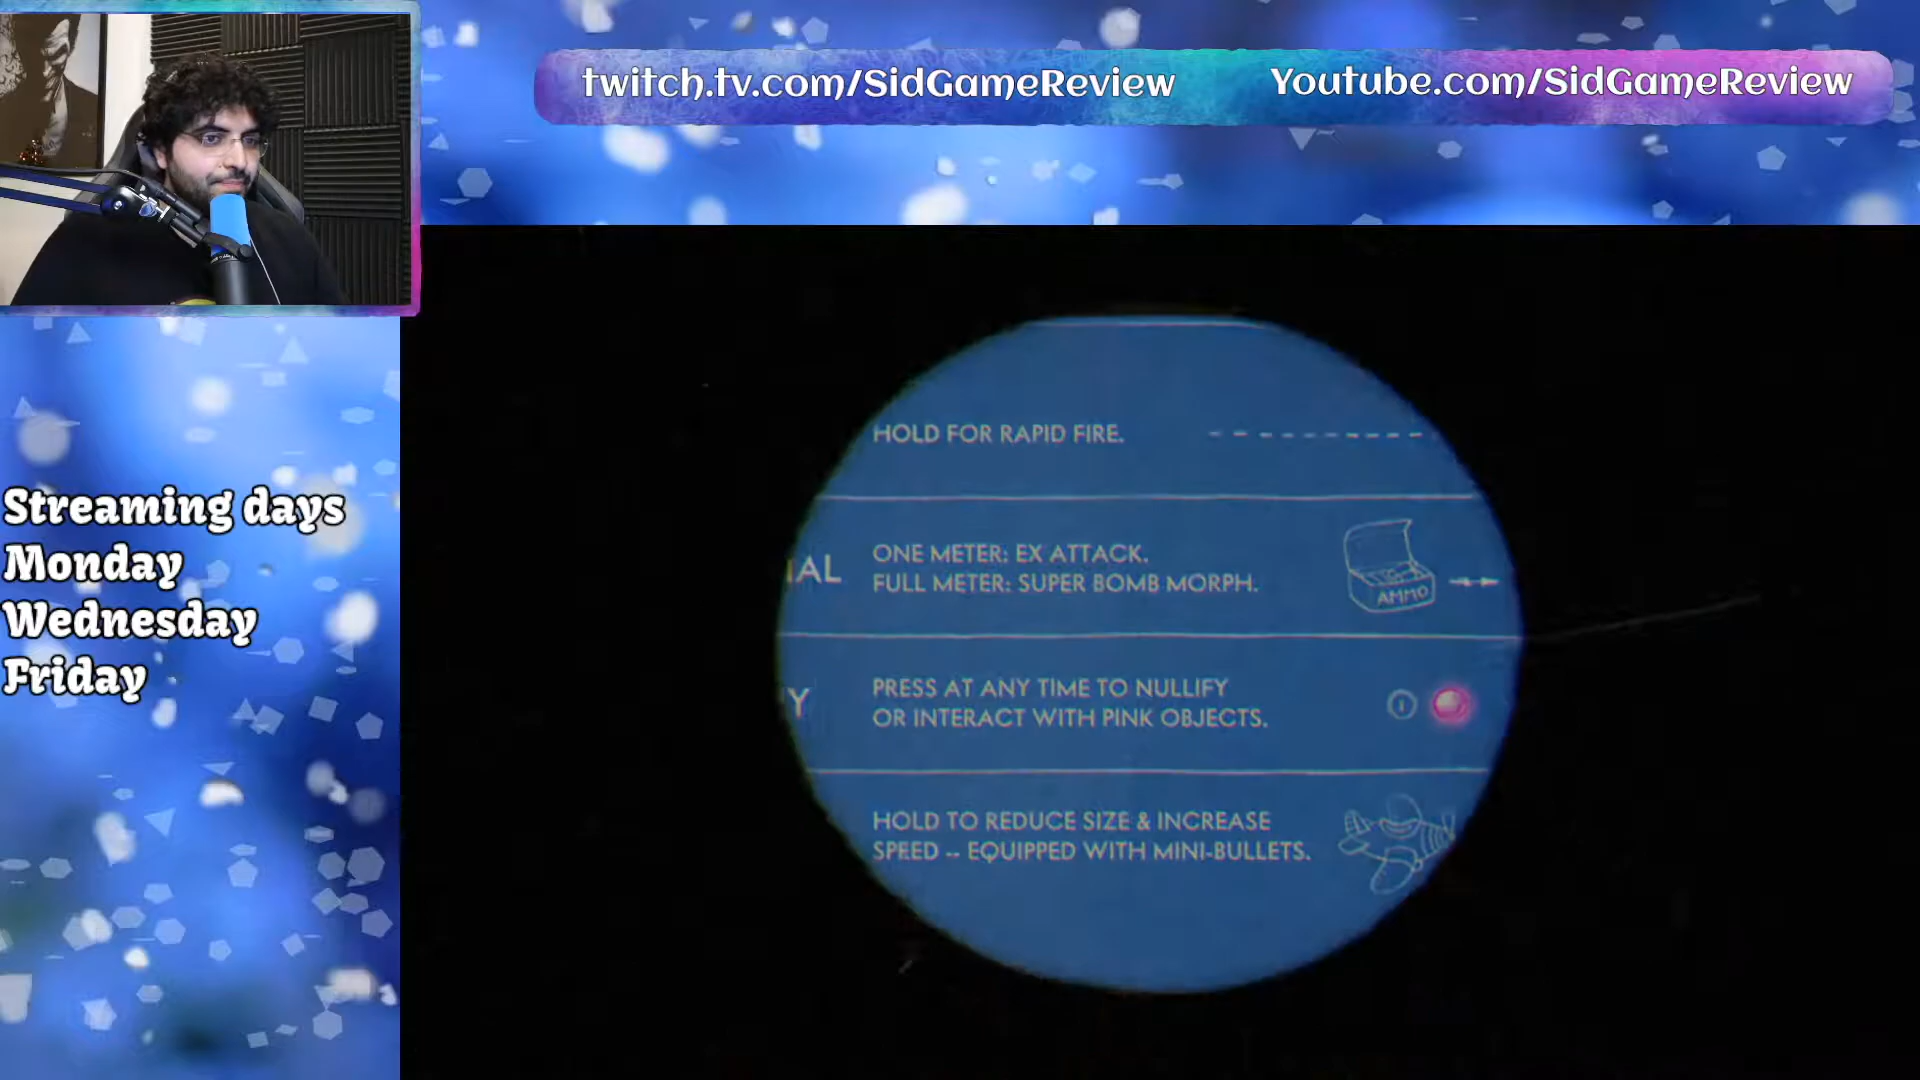 twitch.tv.com/SidGameReview Youtube.com/SidGameReview
Streaming days
Monday
Wednesday
Friday
HOLD FOR RAPID FIRE.
IAL
ONE METER: EX ATTACK.
FULL METER: SUPER BOMB MORPH.
AMMO
Y
PRESS AT ANY TIME TO NULLIFY
OR INTERACT WITH PINK OBJECTS.
HOLD TO REDUCE SIZE & INCREASE
SPEED -- EQUIPPED WITH MINI-BULLETS.